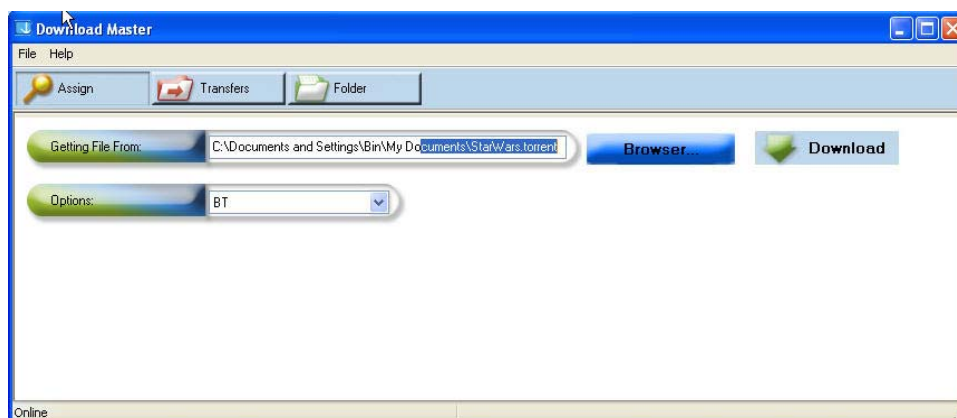 Download Master
File Help
Assign Transfers Folder
Getting File From: C:\Documents and Settings\Bin\My Documents\StarWars.torrent Browser... Download
Options: BT
Online